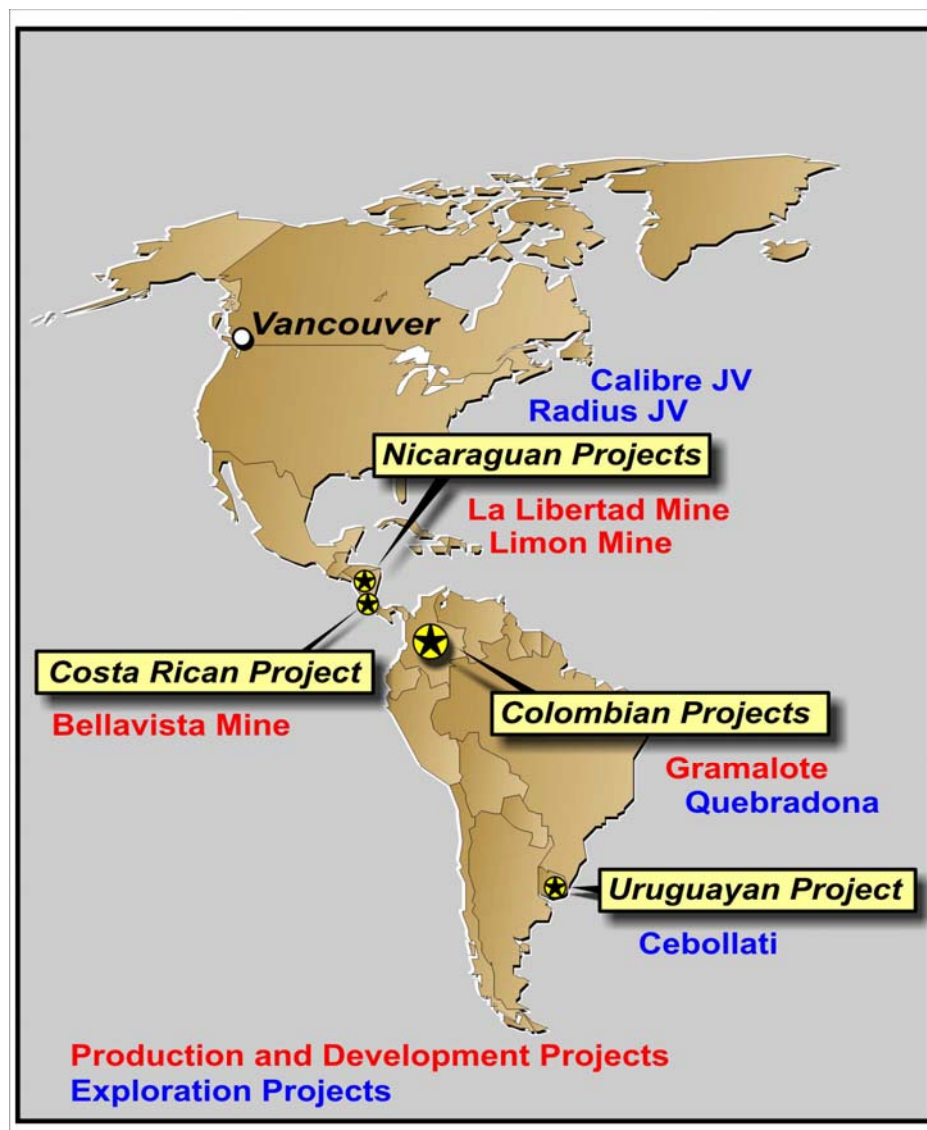 Vancouver
Calibre JV
Radius JV
Nicaraguan Projects
La Libertad Mine
Limon Mine
Costa Rican Project
Bellavista Mine
Colombian Projects
Gramalote
Quebradona
Uruguayan Project
Cebollati
Production and Development Projects
Exploration Projects